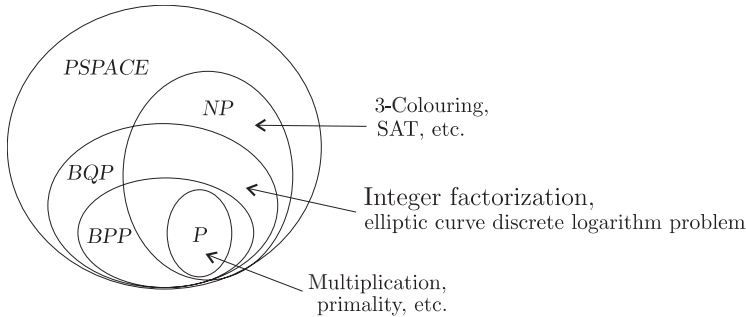 PSPACE
NP
3-Colouring,
SAT, etc.
BQP
Integer factorization,
elliptic curve discrete logarithm problem
BPP
P
Multiplication,
primality, etc.